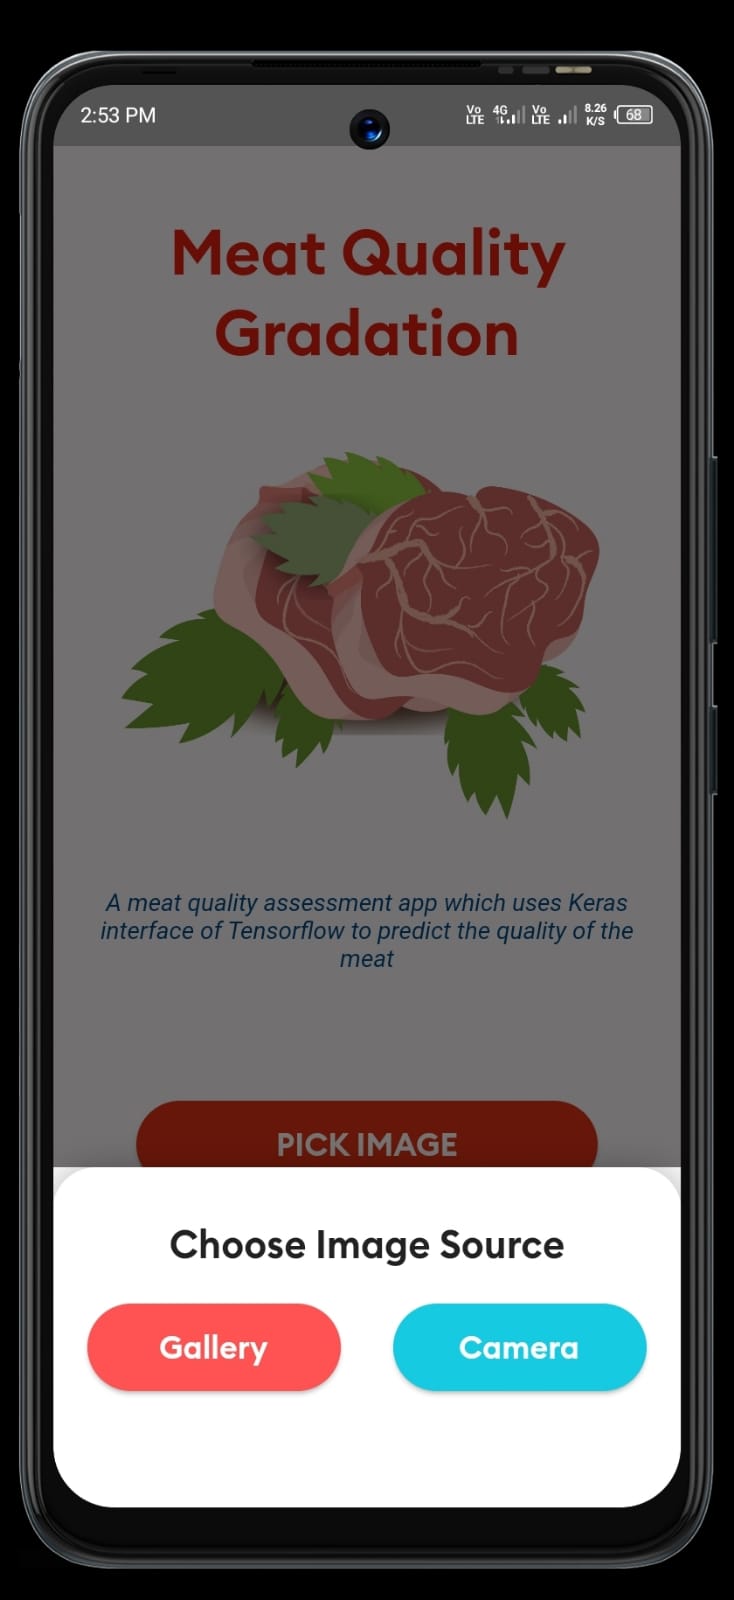 2:53 PM
Vo LTE 4G Vo LTE 8.26 K/S 68
Meat Quality
Gradation
A meat quality assessment app which uses Keras
interface of Tensorflow to predict the quality of the
meat
PICK IMAGE
Choose Image Source
Gallery
Camera